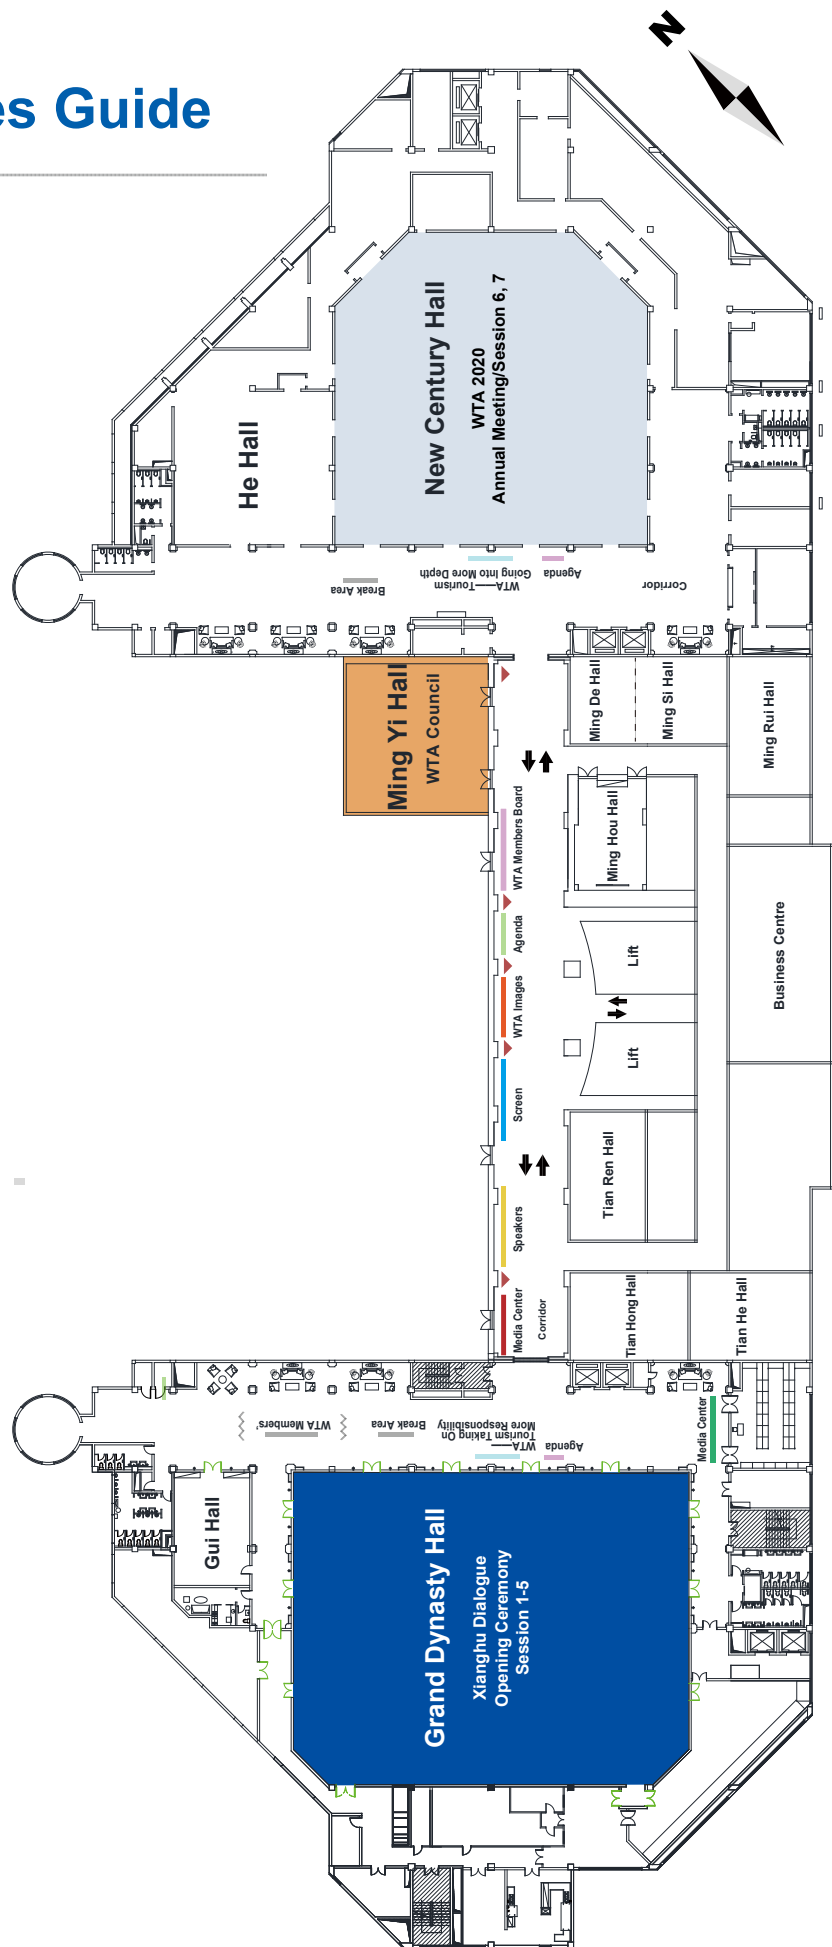 es Guide
N
New Century Hall
WTA 2020
Annual Meeting/Session 6, 7
He Hall
Break Area
WTA——Tourism
Going Into More Depth
Agenda
Corridor
Ming Yi Hall
WTA Council
Ming De Hall
Ming Si Hall
Ming Rui Hall
WTA Members Board
Ming Hou Hall
Agenda
Lift
Business Centre
WTA Images
Lift
Screen
Tian Ren Hall
Speakers
Media Center
Corridor
Tian Hong Hall
Tian He Hall
WTA Members'
Break Area
WTA——
Tourism Taking On
More Responsibility
Agenda
Media Center
Gui Hall
Grand Dynasty Hall
Xianghu Dialogue
Opening Ceremony
Session 1-5